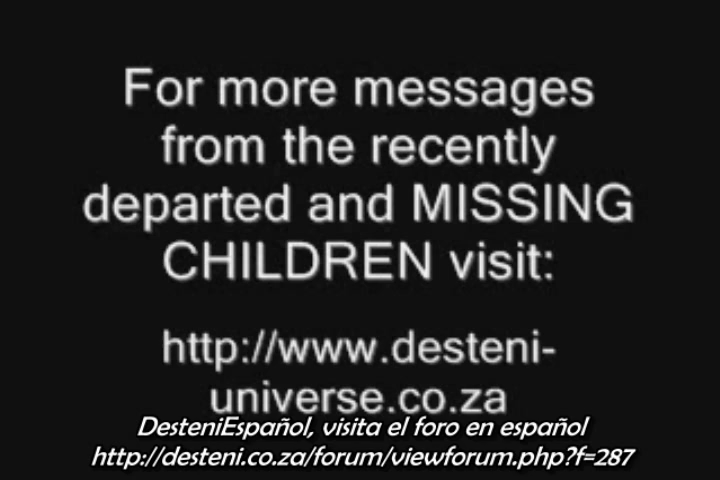 For more messages
from the recently
departed and MISSING
CHILDREN visit:
http://www.desteni-
universe.co.za
DesteniEspañol, visita el foro en español
http://desteni.co.za/forum/viewforum.php?f=287